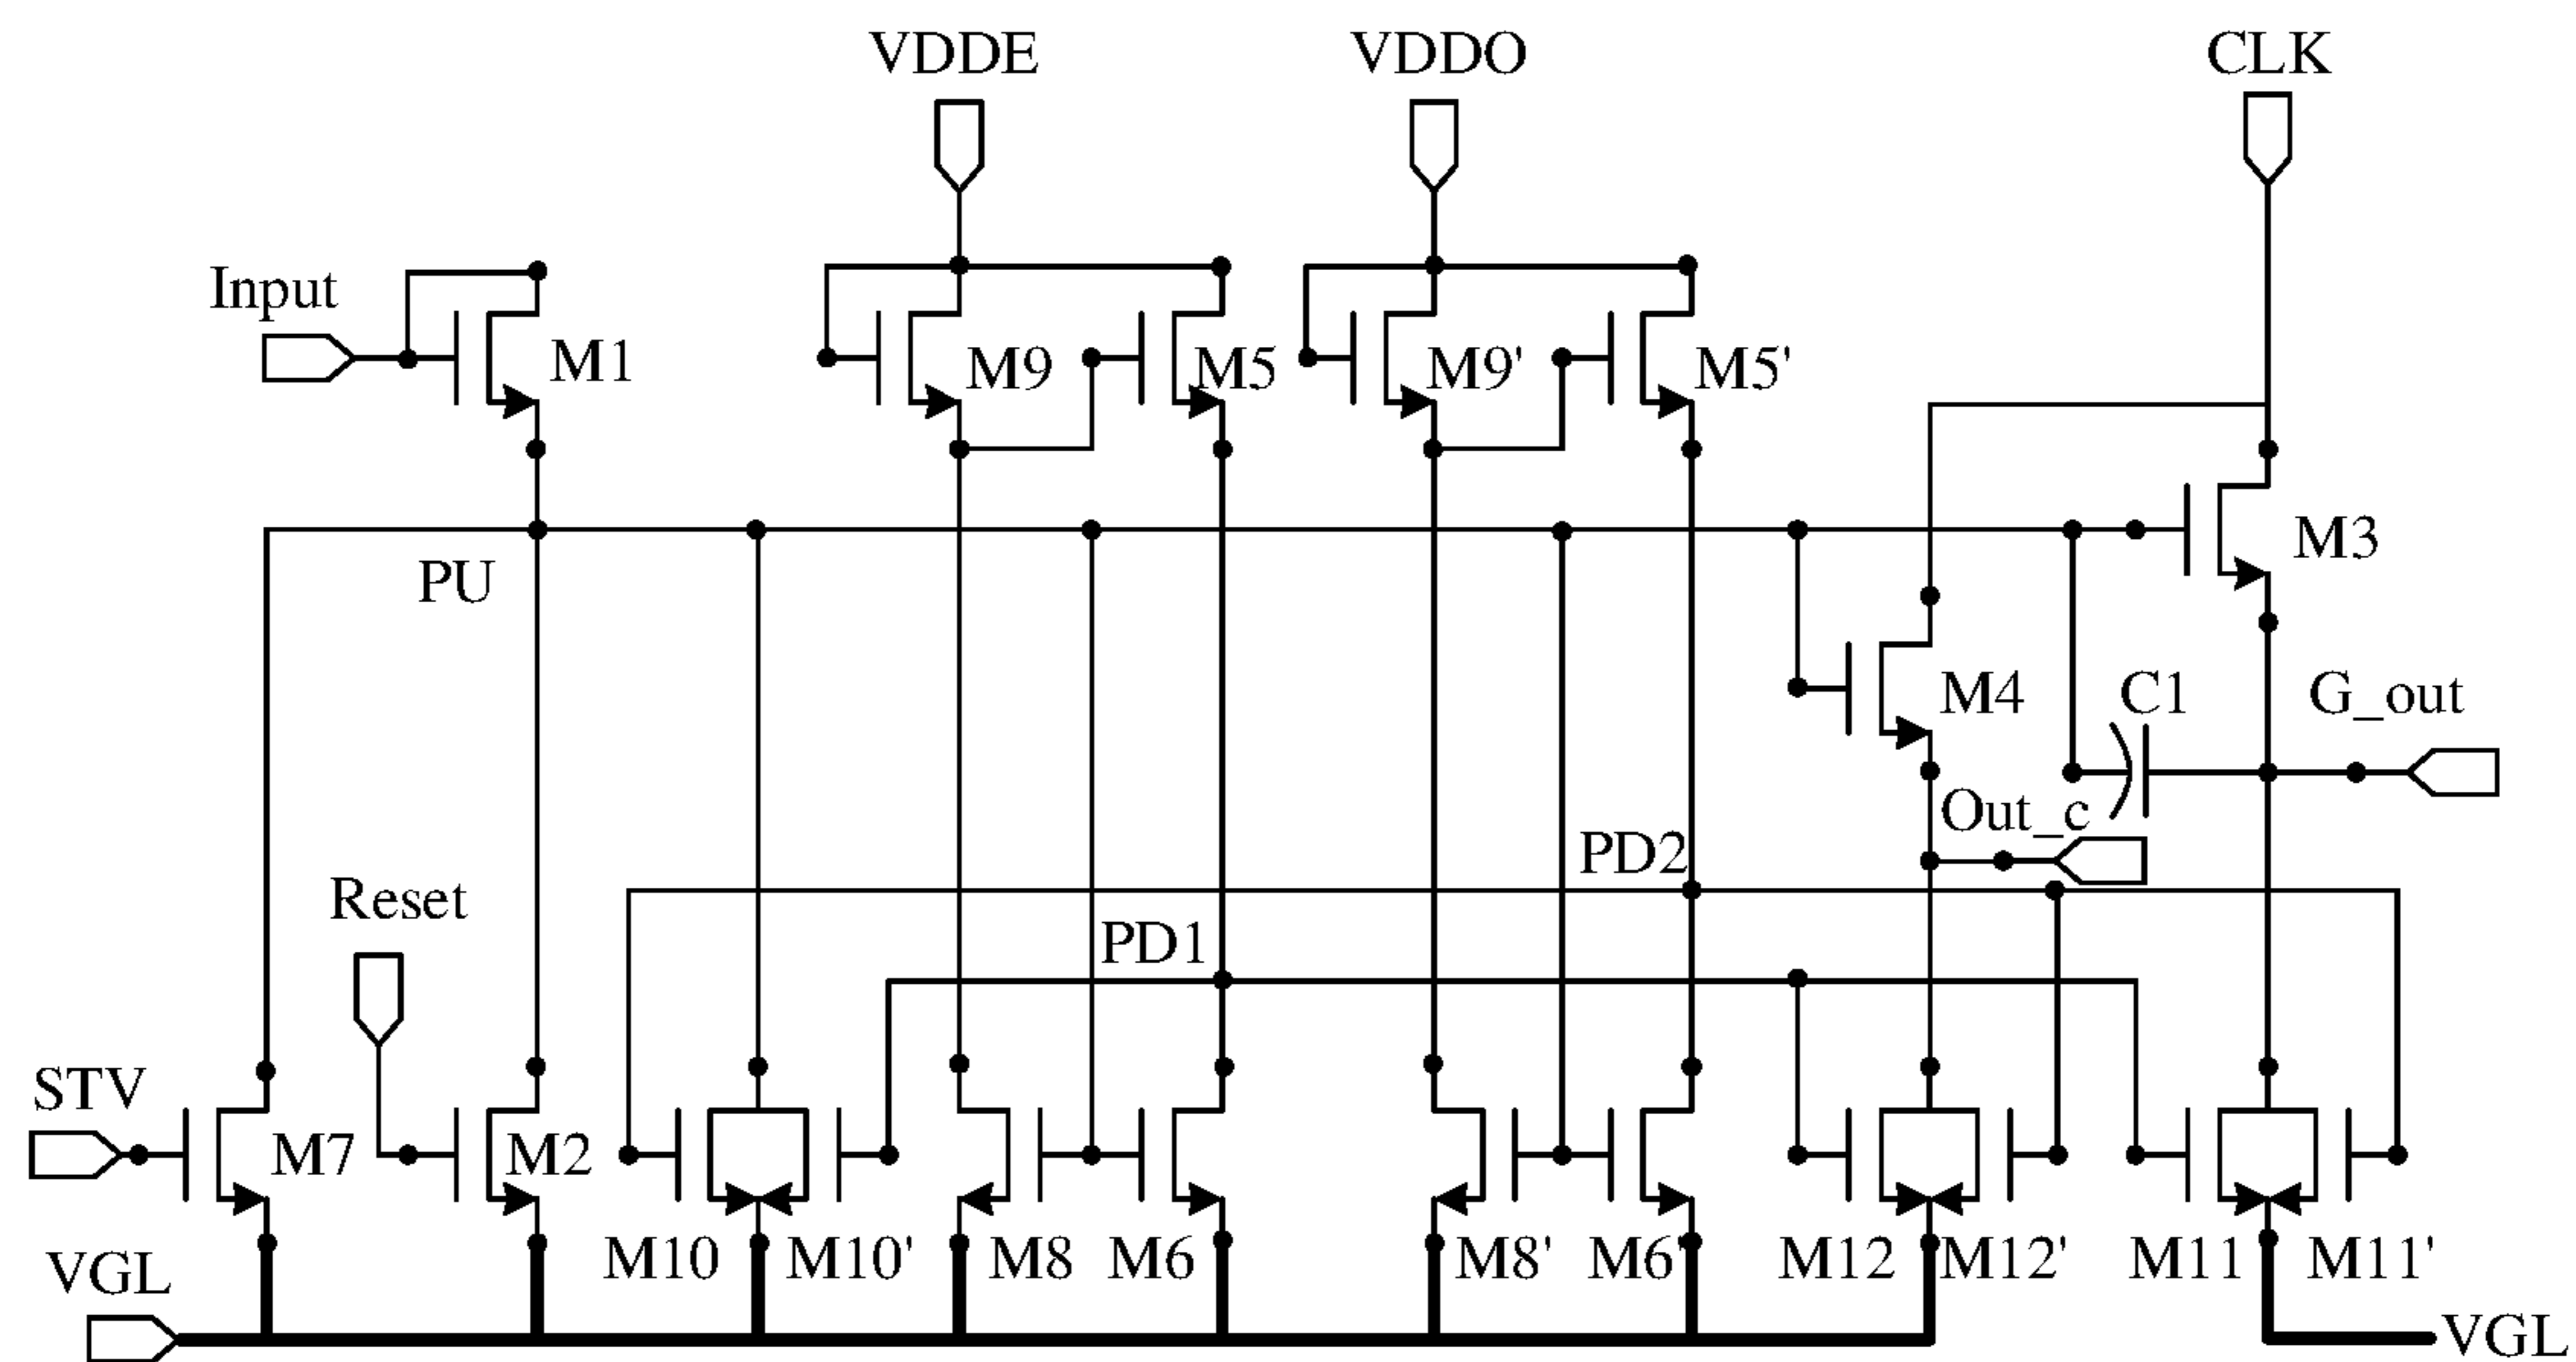 VDDE
VDDO
CLK
Input
M1
M9
M5
M9'
M5'
M3
PU
M4
C1
G_out
Out_c
PD2
Reset
PD1
STV
M7
M2
M10
M10'
M8
M6
M8'
M6'
M12
M12'
M11
M11'
VGL
VGL